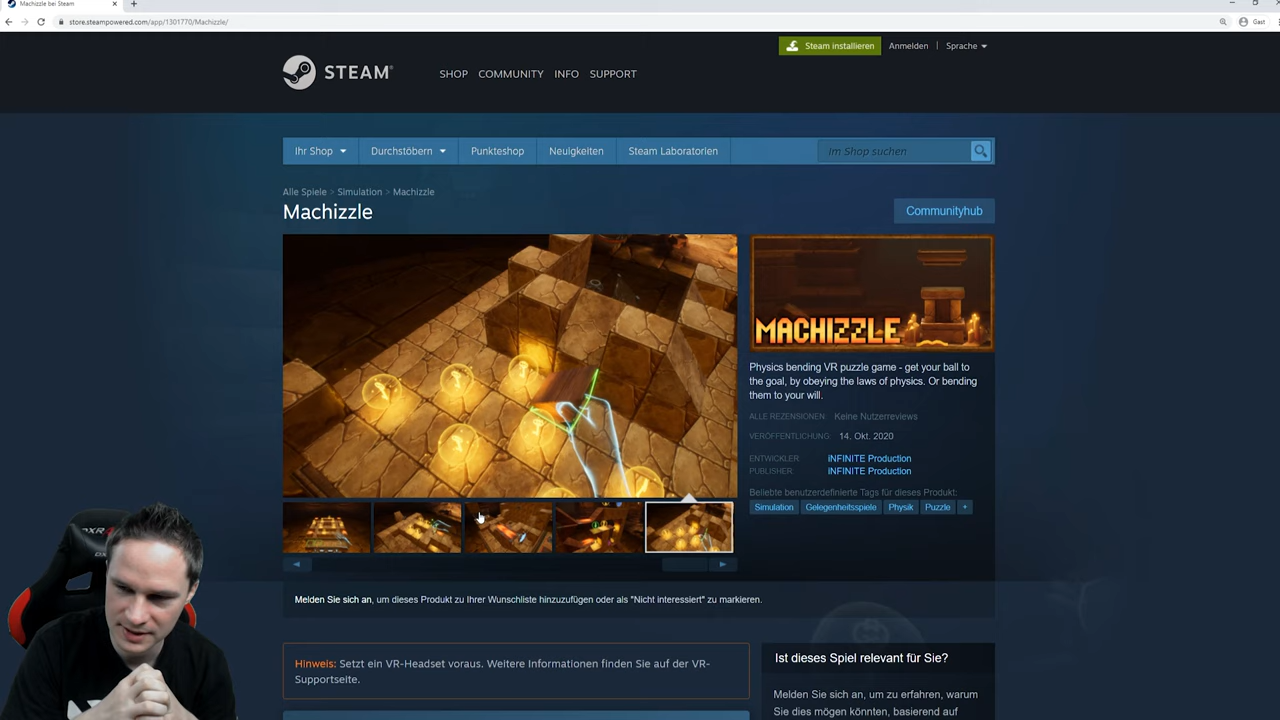 Machizzle bei Steam
store.steampowered.com/app/1301770/Machizzle/
Gast
Steam installieren
Anmelden
Sprache
STEAM
SHOP COMMUNITY INFO SUPPORT
Ihr Shop Durchstöbern Punkteshop Neuigkeiten Steam Laboratorien Im Shop suchen
Alle Spiele > Simulation > Machizzle
Machizzle
Communityhub
MACHIZZLE
Physics bending VR puzzle game - get your ball to
the goal, by obeying the laws of physics. Or bending
them to your will.
ALLE REZENSIONEN: Keine Nutzerreviews
VERÖFFENTLICHUNG: 14. Okt. 2020
ENTWICKLER: iNFINITE Production
PUBLISHER: iNFINITE Production
Beliebte benutzerdefinierte Tags für dieses Produkt:
Simulation Gelegenheitsspiele Physik Puzzle +
Melden Sie sich an, um dieses Produkt zu Ihrer Wunschliste hinzuzufügen oder als "Nicht interessiert" zu markieren.
Hinweis: Setzt ein VR-Headset voraus. Weitere Informationen finden Sie auf der VR-
Supportseite.
Ist dieses Spiel relevant für Sie?
Melden Sie sich an, um zu erfahren, warum
Sie dies mögen könnten, basierend auf